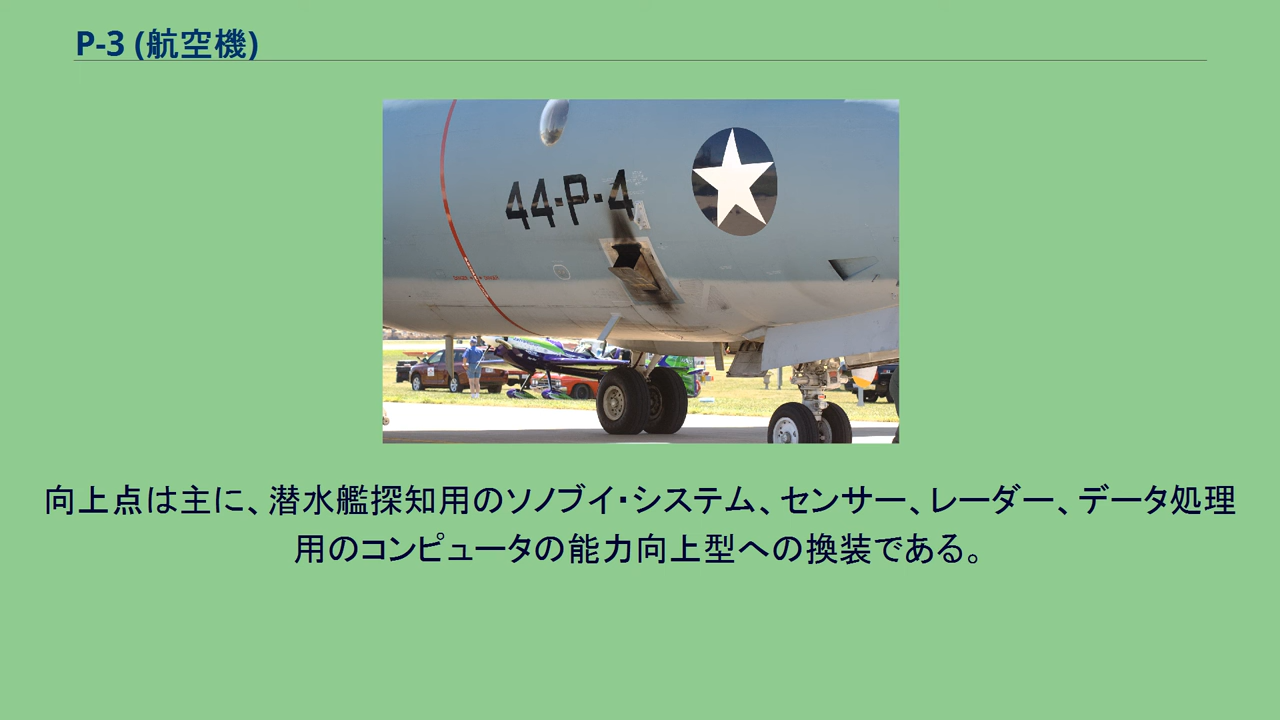 P-3 (航空機)
44-P-4
向上点は主に、潜水艦探知用のソノブイ・システム、センサー、レーダー、データ処理
用のコンピュータの能力向上型への換装である。